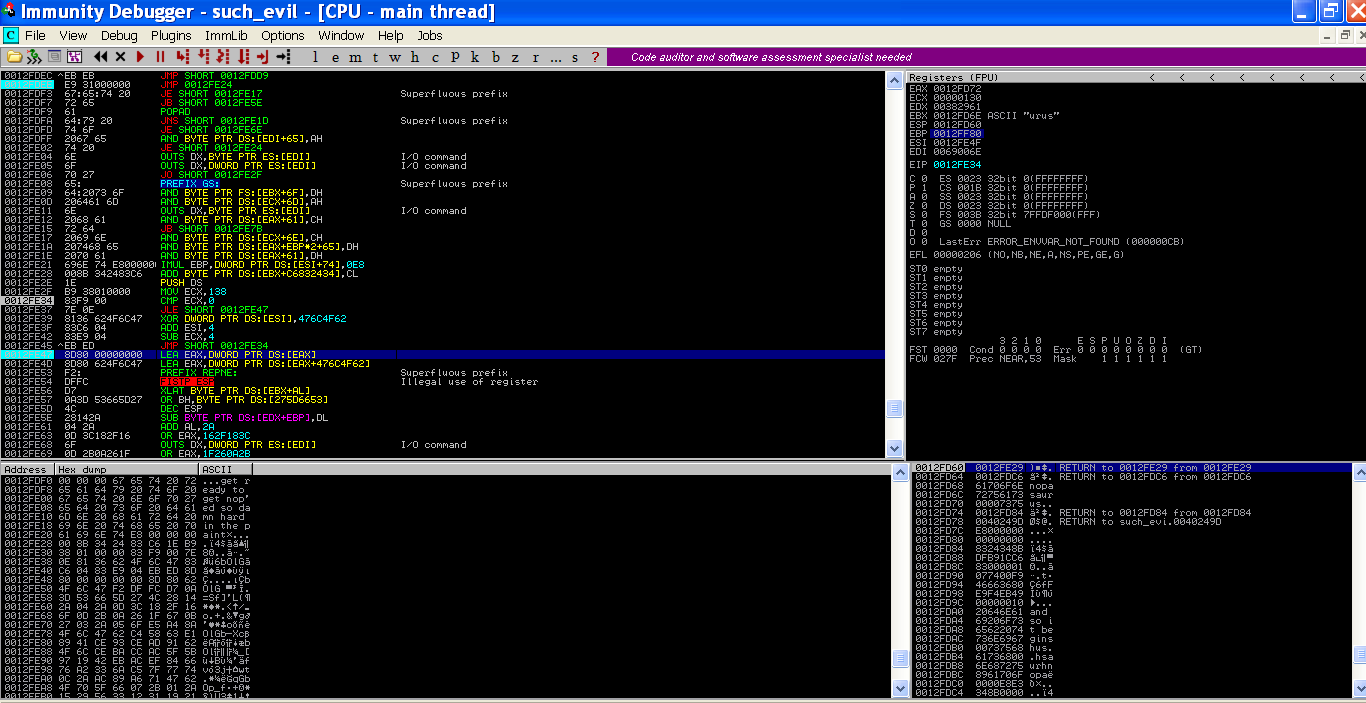 Immunity Debugger - such_evil - [CPU - main thread]
C File View Debug Plugins ImmLib Options Window Help Jobs
l e m t w h c P k b z r ... s ? Code auditor and software assessment specialist needed
0012FDEC ^EB EB JMP SHORT 0012FDD9
E9 31000000 JMP 0012FE24
0012FDF3 67:65:74 20 JE SHORT 0012FE17 Superfluous prefix
0012FDF7 72 65 JB SHORT 0012FE5E
0012FDF9 61 POPAD
0012FDFA 64:79 20 JNS SHORT 0012FE1D Superfluous prefix
0012FDFD 74 6F JE SHORT 0012FE6E
0012FDFF 2067 65 AND BYTE PTR DS:[EDI+65],AH
0012FE02 74 20 JE SHORT 0012FE24
0012FE04 6E OUTS DX,BYTE PTR ES:[EDI] I/O command
0012FE05 6F OUTS DX,DWORD PTR ES:[EDI] I/O command
0012FE06 70 27 JO SHORT 0012FE2F
0012FE08 65: PREFIX GS: Superfluous prefix
0012FE09 64:2073 6F AND BYTE PTR FS:[EBX+6F],DH
0012FE0D 206461 6D AND BYTE PTR DS:[ECX+6D],AH
0012FE11 6E OUTS DX,BYTE PTR ES:[EDI] I/O command
0012FE12 2068 61 AND BYTE PTR DS:[EAX+61],CH
0012FE15 72 64 JB SHORT 0012FE7B
0012FE17 2069 6E AND BYTE PTR DS:[ECX+6E],CH
0012FE1A 207468 65 AND BYTE PTR DS:[EAX+EBP*2+65],DH
0012FE1E 2070 61 AND BYTE PTR DS:[EAX+61],DH
0012FE21 696E 74 E8000000 IMUL EBP,DWORD PTR DS:[ESI+74],0E8
0012FE28 008B 342483C6 ADD BYTE PTR DS:[EBX+C6832434],CL
0012FE2E 1E PUSH DS
0012FE2F B9 38010000 MOV ECX,138
0012FE34 83F9 00 CMP ECX,0
0012FE37 7E 0E JLE SHORT 0012FE47
0012FE39 8136 624F6C47 XOR DWORD PTR DS:[ESI],476C4F62
0012FE3F 83C6 04 ADD ESI,4
0012FE42 83E9 04 SUB ECX,4
0012FE45 ^EB ED JMP SHORT 0012FE34
8D80 00000000 LEA EAX,DWORD PTR DS:[EAX]
0012FE4D 8D80 624F6C47 LEA EAX,DWORD PTR DS:[EAX+476C4F62]
0012FE53 F2: PREFIX REPNE: Superfluous prefix
0012FE54 DFFC FISTP ESP Illegal use of register
0012FE56 D7 XLAT BYTE PTR DS:[EBX+AL]
0012FE57 0A3D 53665D27 OR BH,BYTE PTR DS:[275D6653]
0012FE5D 4C DEC ESP
0012FE5E 28142A SUB BYTE PTR DS:[EDX+EBP],DL
0012FE61 04 2A ADD AL,2A
0012FE63 0D 3C182F16 OR EAX,162F183C
0012FE68 6F OUTS DX,DWORD PTR ES:[EDI] I/O command
0012FE69 0D 2B0A261F OR EAX,1F260A2B
Registers (FPU) < < < < < < < < <
EAX 0012FD72
ECX 00000130
EDX 00382961
EBX 0012FD6E ASCII "urus"
ESP 0012FD60
EBP 0012FF80
ESI 0012FE4F
EDI 0069006E
EIP 0012FE34
C 0 ES 0023 32bit 0(FFFFFFFF)
P 1 CS 001B 32bit 0(FFFFFFFF)
A 0 SS 0023 32bit 0(FFFFFFFF)
Z 0 DS 0023 32bit 0(FFFFFFFF)
S 0 FS 003B 32bit 7FFDF000(FFF)
T 0 GS 0000 NULL
D 0
O 0 LastErr ERROR_ENVVAR_NOT_FOUND (000000CB)
EFL 00000206 (NO,NB,NE,A,NS,PE,GE,G)
ST0 empty
ST1 empty
ST2 empty
ST3 empty
ST4 empty
ST5 empty
ST6 empty
ST7 empty
3 2 1 0 E S P U O Z D I
FST 0000 Cond 0 0 0 0 Err 0 0 0 0 0 0 0 0 (GT)
FCW 027F Prec NEAR,53 Mask 1 1 1 1 1 1
Address Hex dump ASCII
0012FDF0 00 00 00 67 65 74 20 72 ...get r
0012FDF8 65 61 64 79 20 74 6F 20 eady to
0012FE00 67 65 74 20 6E 6F 70 27 get nop'
0012FE08 65 64 20 73 6F 20 64 61 ed so da
0012FE10 6D 6E 20 68 61 72 64 20 mn hard
0012FE18 69 6E 20 74 68 65 20 70 in the p
0012FE20 61 69 6E 74 E8 00 00 00
0012FE28 00 8B 34 24 83 C6 1E B9
0012FE30 38 01 00 00 83 F9 00 7E
0012FE38 0E 81 36 62 4F 6C 47 83
0012FE40 C6 04 83 E9 04 EB ED 8D
0012FE48 80 00 00 00 00 8D 80 62
0012FE50 4F 6C 47 F2 DF FC D7 0A
0012FE58 3D 53 66 5D 27 4C 28 14
0012FE60 2A 04 2A 0D 3C 18 2F 16
0012FE68 6F 0D 2B 0A 26 1F 67 0B
0012FE70 27 03 2A 05 6F E5 A4 8A
0012FE78 4F 6C 47 62 C4 58 63 E1
0012FE80 89 41 CE 93 CE AD 91 62
0012FE88 4F 6C CE BA CC AC 5F 5B
0012FE90 97 19 42 EB AC EF 84 66
0012FE98 76 A2 33 6A C5 7F 77 74
0012FEA0 0C 2A AC 89 A6 71 47 62
0012FEA8 4F 70 5F 66 07 2B 01 2A
0012FD60 0012FE29 RETURN to 0012FE29 from 0012FE29
0012FD64 0012FDC6 RETURN to 0012FDC6 from 0012FDC6
0012FD68 61706F6E nopa
0012FD6C 72756173 saur
0012FD70 00007375 us..
0012FD74 0012FD84 RETURN to 0012FD84 from 0012FD84
0012FD78 0040249D RETURN to such_evi.0040249D
0012FD7C E8000000
0012FD80 00000000 ....
0012FD84 8324348B
0012FD88 DFB91CC6
0012FD8C 83000001
0012FD90 077400F9
0012FD94 46663680
0012FD98 E9F4EB49
0012FD9C 00000010
0012FDA0 20646E61 and
0012FDA4 69206F73 so i
0012FDA8 65622074 t be
0012FDAC 736E6967 gins
0012FDB0 00737568 hus.
0012FDB4 61736800 .hsa
0012FDB8 6E687275 urhn
0012FDBC 8961706F
0012FDC0 0000E8E3
0012FDC4 348B0000